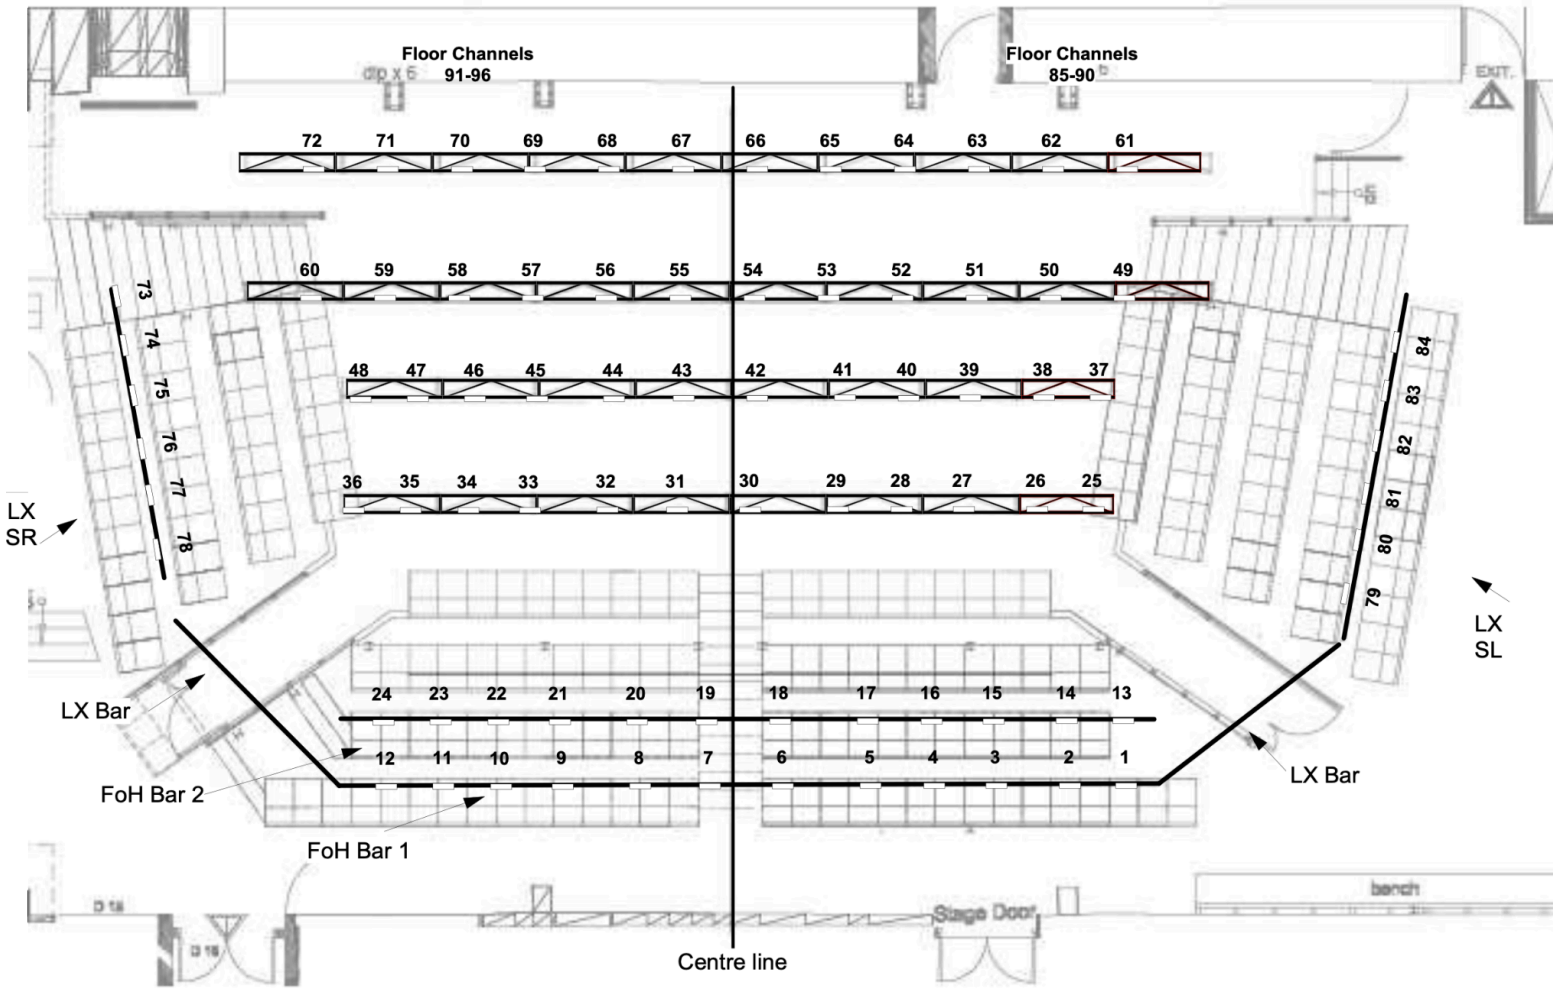 Floor Channels
91-96
Floor Channels
85-90
dip x 6
EXIT.
72 71 70 69 68 67 66 65 64 63 62 61
60 59 58 57 56 55 54 53 52 51 50 49
73
74
75
76
77
78
84
83
82
81
80
79
48 47 46 45 44 43 42 41 40 39 38 37
36 35 34 33 32 31 30 29 28 27 26 25
LX
SR
LX
SL
24 23 22 21 20 19 18 17 16 15 14 13
LX Bar
12 11 10 9 8 7 6 5 4 3 2 1
LX Bar
FoH Bar 2
FoH Bar 1
bench
Stage Door
Centre line